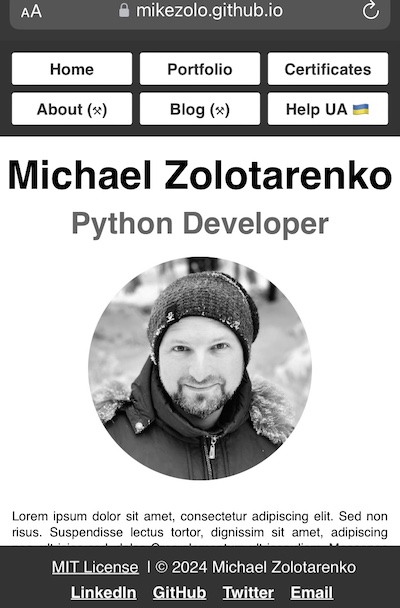 AA mikezolo.github.io
Home Portfolio Certificates
About (⚒) Blog (⚒) Help UA 🇺🇦
Michael Zolotarenko
Python Developer
Lorem ipsum dolor sit amet, consectetur adipiscing elit. Sed non
risus. Suspendisse lectus tortor, dignissim sit amet, adipiscing
MIT License | © 2024 Michael Zolotarenko
LinkedIn GitHub Twitter Email